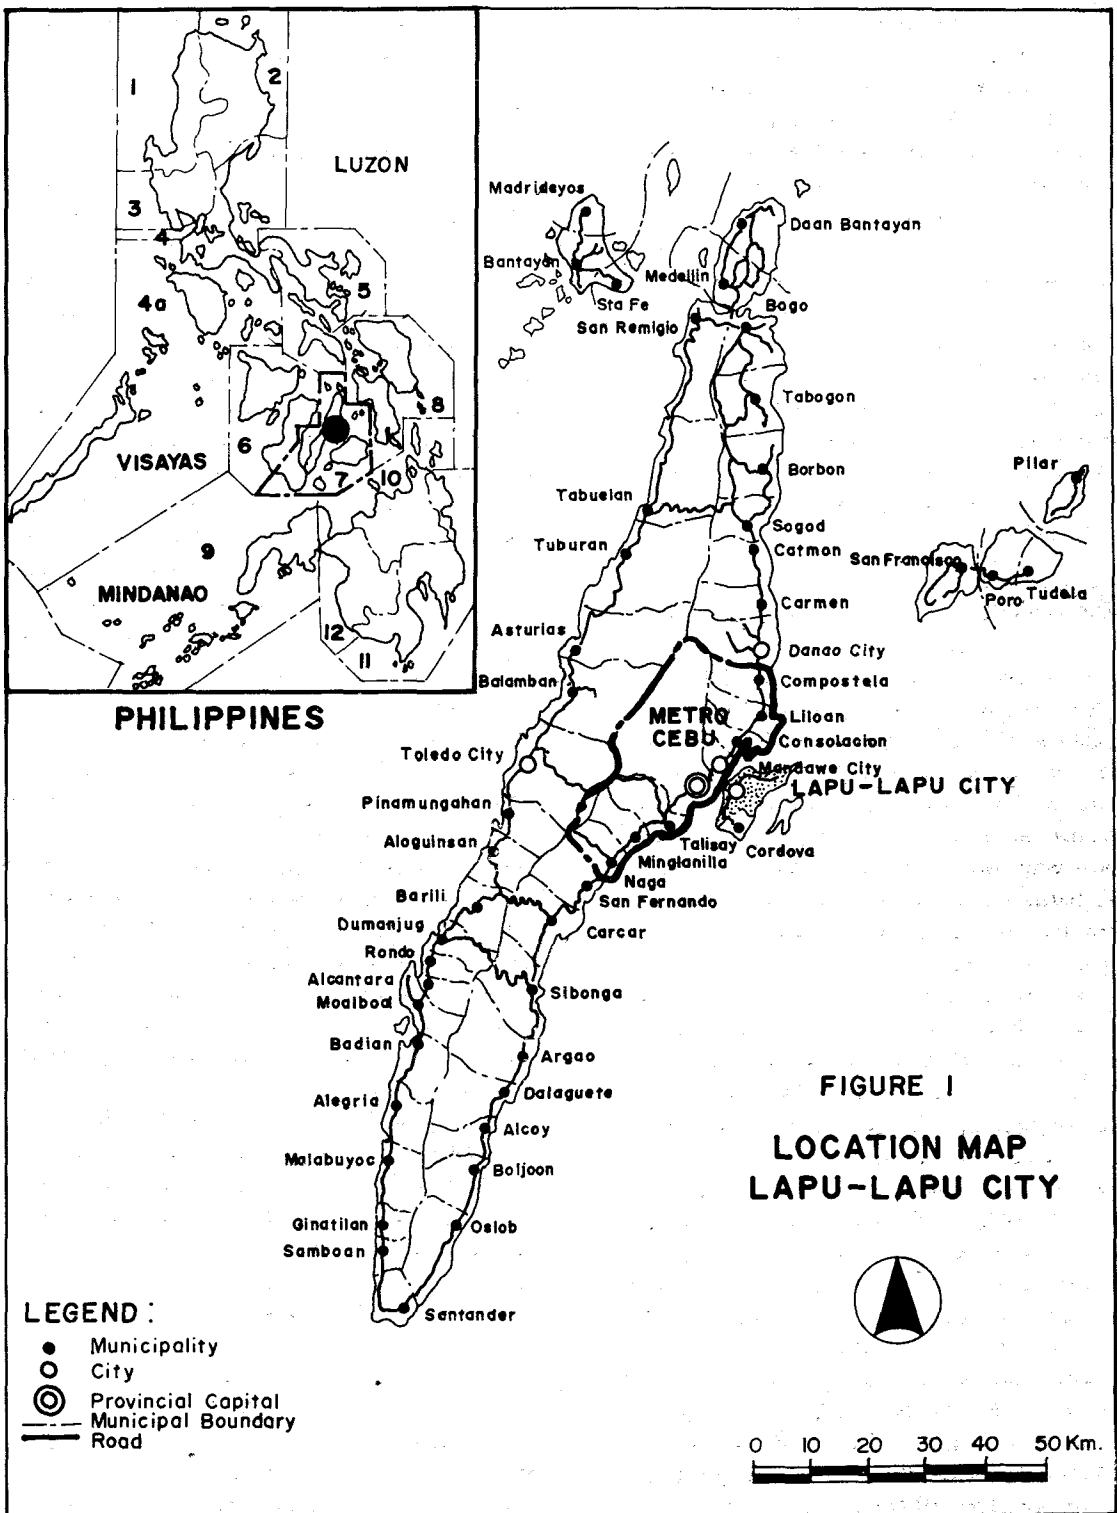 1
2
LUZON
3
4
4a
5
6
8
VISAYAS
7
10
9
MINDANAO
12
11
PHILIPPINES
Madrideyos
Daan Bantayan
Bantayan
Medellin
Sta Fe
Bogo
San Remigio
Tabogon
Borbon
Pilar
Tabuelan
Sogod
Tuburan
Catmon
San Francisco
Poro
Tudela
Carmen
Asturias
Danao City
Balamban
Compostela
METRO
CEBU
Liloan
Consolacion
Toledo City
Mandawe City
LAPU-LAPU CITY
Pinamungahan
Talisay
Cordova
Aloguinsan
Minglanilla
Naga
Barili
San Fernando
Dumanjug
Carcar
Rondo
Alcantara
Sibonga
Moalboal
Badian
Argao
Dalaguete
Alegria
Alcoy
Malabuyoc
Boljoon
Ginatilan
Oslob
Samboan
Santander
FIGURE 1
LOCATION MAP
LAPU-LAPU CITY
LEGEND:
Municipality
City
Provincial Capital
Municipal Boundary
Road
0 10 20 30 40 50 Km.